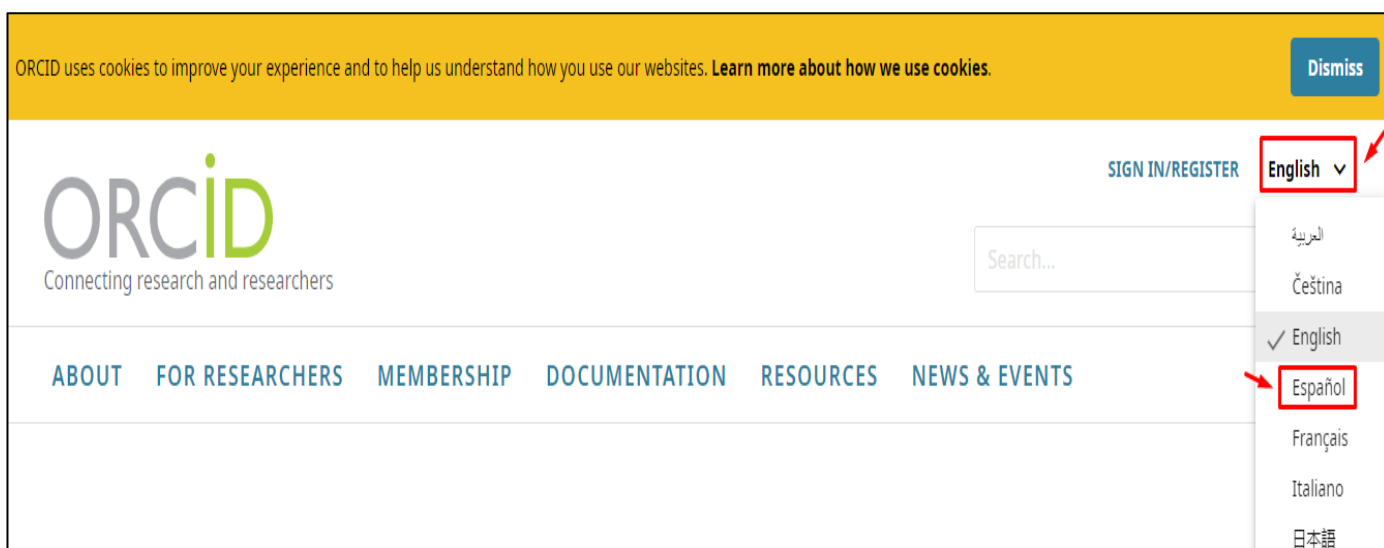 ORCID uses cookies to improve your experience and to help us understand how you use our websites. Learn more about how we use cookies.
Dismiss
SIGN IN/REGISTER
English
ORCiD
Connecting research and researchers
Search...
ABOUT FOR RESEARCHERS MEMBERSHIP DOCUMENTATION RESOURCES NEWS & EVENTS
العربية
Čeština
English
Español
Français
Italiano
日本語